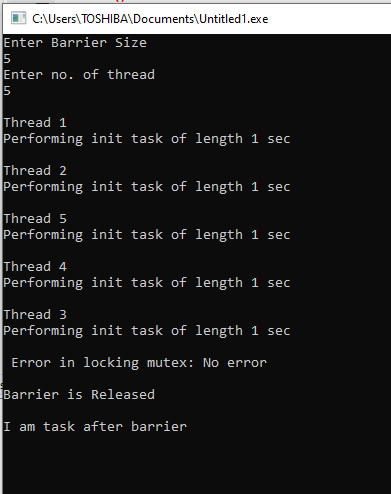 C:\Users\TOSHIBA\Documents\Untitled1.exe
Enter Barrier Size
5
Enter no. of thread
5
Thread 1
Performing init task of length 1 sec
Thread 2
Performing init task of length 1 sec
Thread 5
Performing init task of length 1 sec
Thread 4
Performing init task of length 1 sec
Thread 3
Performing init task of length 1 sec
Error in locking mutex: No error
Barrier is Released
I am task after barrier